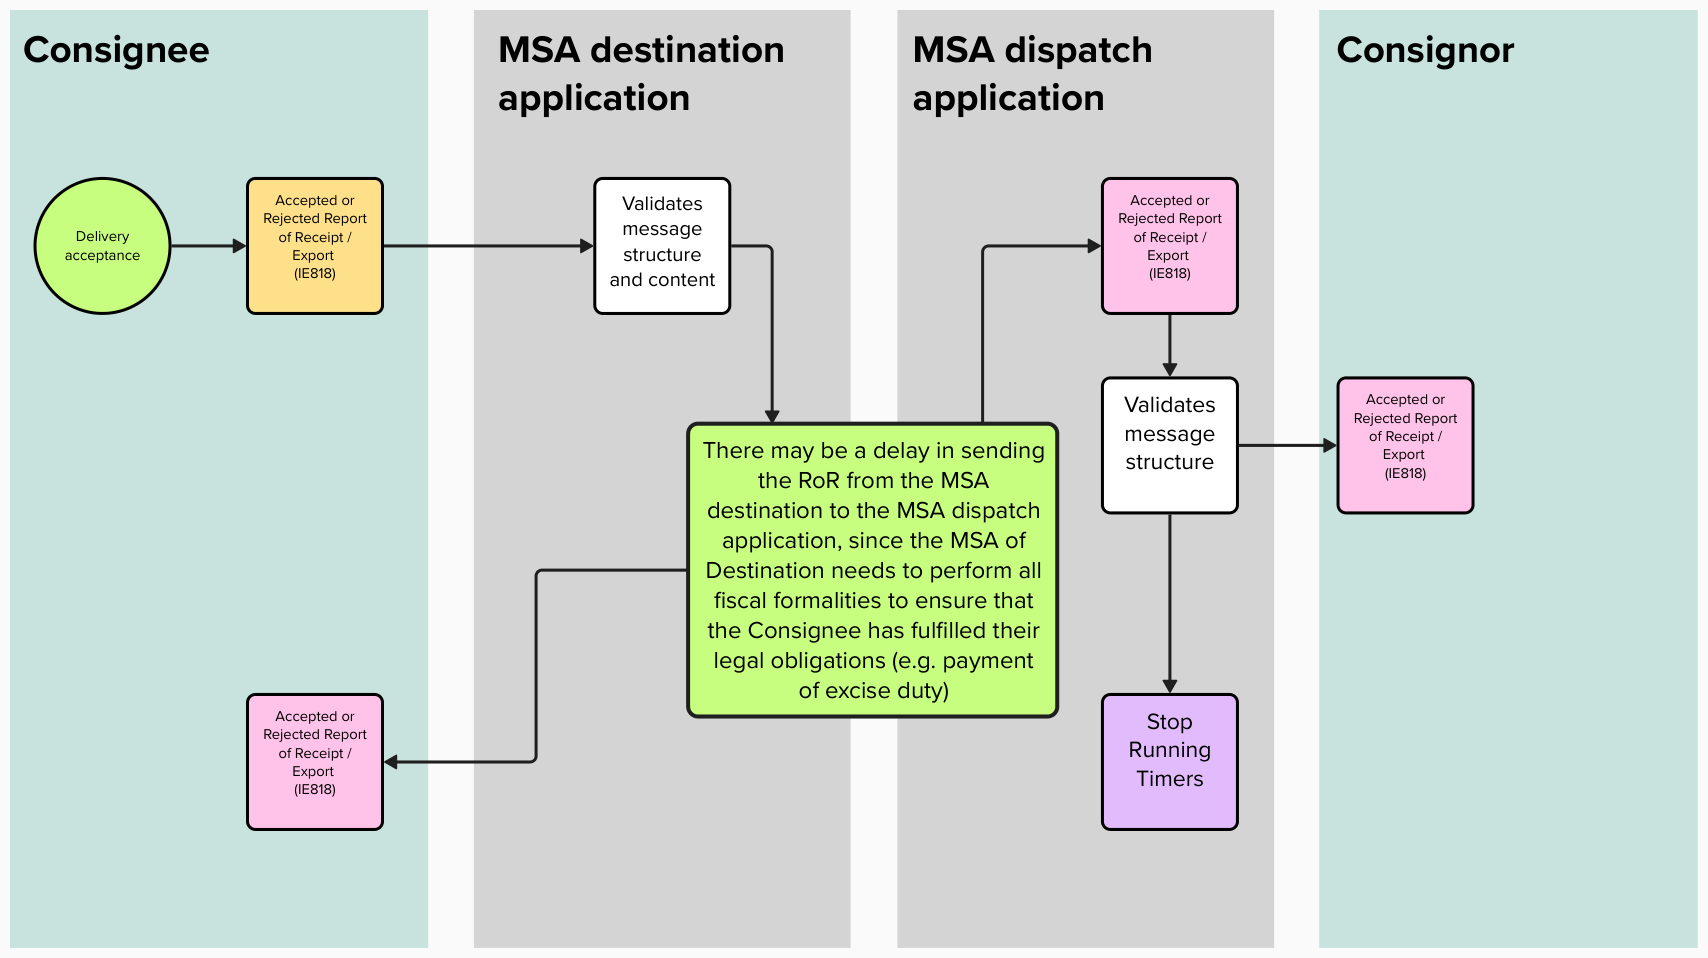 Consignee
MSA destination
application
MSA dispatch
application
Consignor
Delivery
acceptance
Accepted or
Rejected Report
of Receipt /
Export
(IE818)
Validates
message
structure
and content
There may be a delay in sending
the RoR from the MSA
destination to the MSA dispatch
application, since the MSA of
Destination needs to perform all
fiscal formalities to ensure that
the Consignee has fulfilled their
legal obligations (e.g. payment
of excise duty)
Accepted or
Rejected Report
of Receipt /
Export
(IE818)
Validates
message
structure
Accepted or
Rejected Report
of Receipt /
Export
(IE818)
Accepted or
Rejected Report
of Receipt /
Export
(IE818)
Stop
Running
Timers